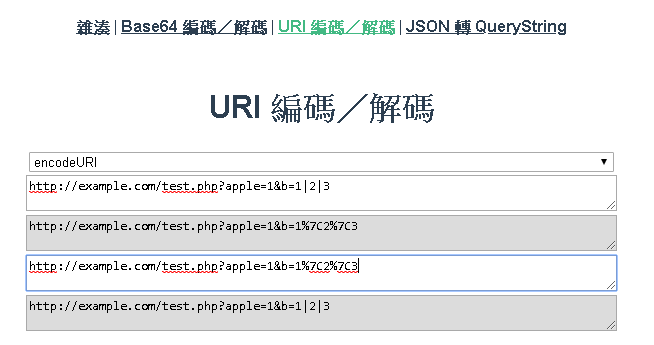 雜湊 | Base64 編碼／解碼 | URI 編碼／解碼 | JSON 轉 QueryString
URI 編碼／解碼
encodeURI
http://example.com/test.php?apple=1&b=1|2|3
http://example.com/test.php?apple=1&b=1%7C2%7C3
http://example.com/test.php?apple=1&b=1%7C2%7C3
http://example.com/test.php?apple=1&b=1|2|3